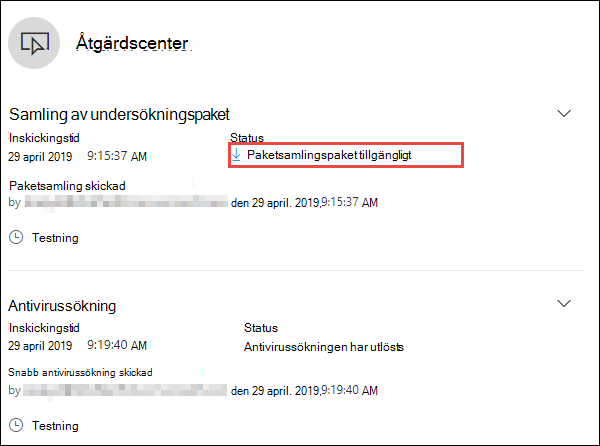 Åtgärdscenter
Samling av undersökningspaket
Inskickingstid Status
29 april 2019 9:15:37 AM Paketsamlingspaket tillgängligt
Paketsamling skickad
by den 29 april. 2019,9:15:37 AM
Testning
Antivirussökning
Inskickingstid Status
29 april 2019 9:19:40 AM Antivirussökningen har utlösts
Snabb antivirussökning skickad
by den 29 april. 2019,9:19:40 AM
Testning